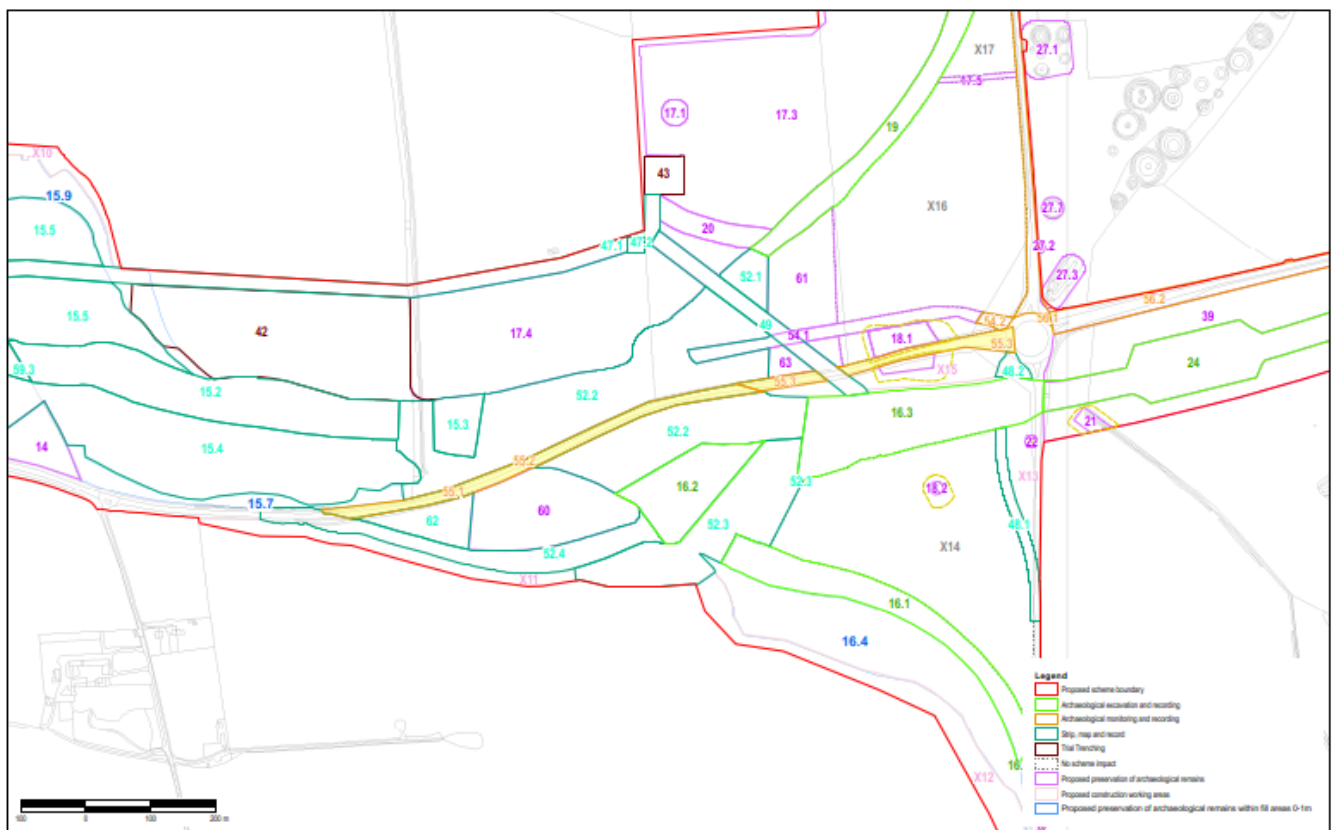 X17
27.1
17.5
17.1
17.3
19
X10
43
15.9
X16
27.7
15.5
20
47.1
47.2
27.2
52.1
61
27.3
56.2
15.5
42
17.4
49
54.2
56.1
39
54.1
18.1
55.3
24
59.3
63
X15
48.2
15.2
55.3
52.2
15.3
16.3
21
52.2
14
15.4
22
55.2
X13
52.3
16.2
18.2
55.1
15.7
60
62
52.3
48.1
52.4
X14
X11
16.1
16.4
X12
16.
Legend
Proposed scheme boundary
Archaeological excavation and recording
Archaeological monitoring and recording
Strip, map and record
Trial Trenching
No scheme impact
Proposed preservation of archaeological remains
Proposed construction working areas
Proposed preservation of archaeological remains within fill areas 0-1m
100 0 100 200 m